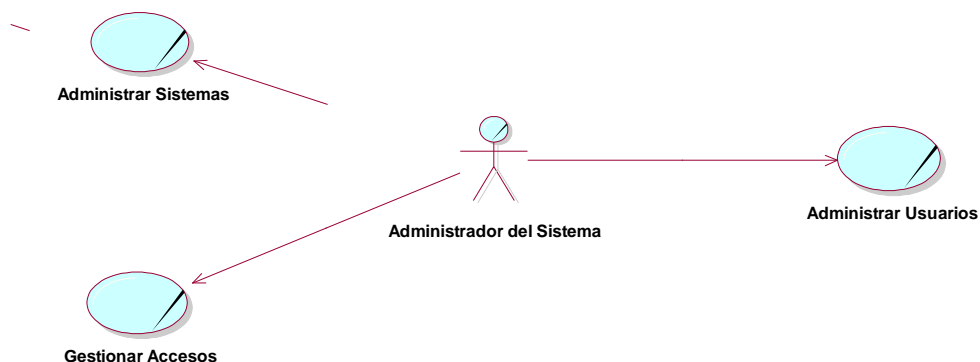 Administrar Sistemas
Administrador del Sistema
Administrar Usuarios
Gestionar Accesos